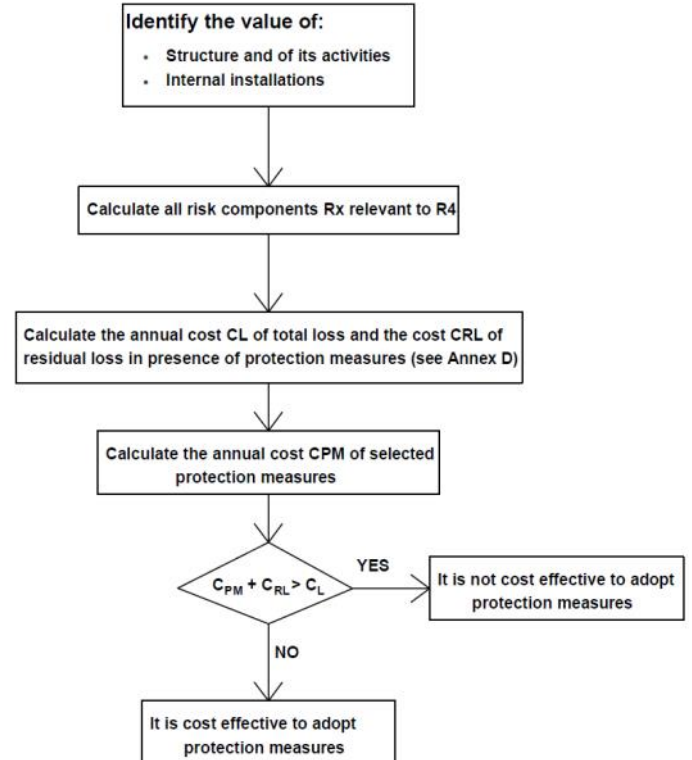 Identify the value of:
• Structure and of its activities
• Internal installations
Calculate all risk components Rx relevant to R4
Calculate the annual cost CL of total loss and the cost CRL of
residual loss in presence of protection measures (see Annex D)
Calculate the annual cost CPM of selected
protection measures
C_PM + C_RL > C_L
YES
It is not cost effective to adopt
protection measures
NO
It is cost effective to adopt
protection measures